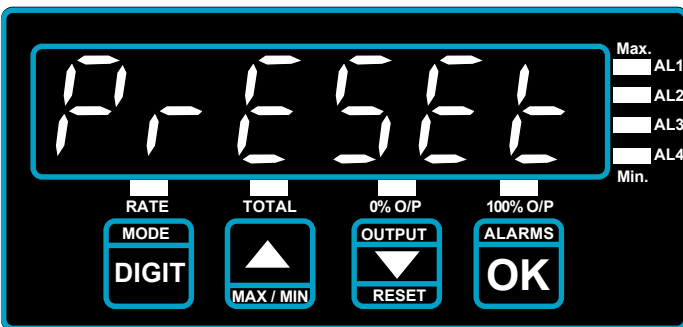 PrESEt
Max.
AL1
AL2
AL3
AL4
Min.
RATE TOTAL 0% O/P 100% O/P
MODE
DIGIT
MAX / MIN
OUTPUT
RESET
ALARMS
OK